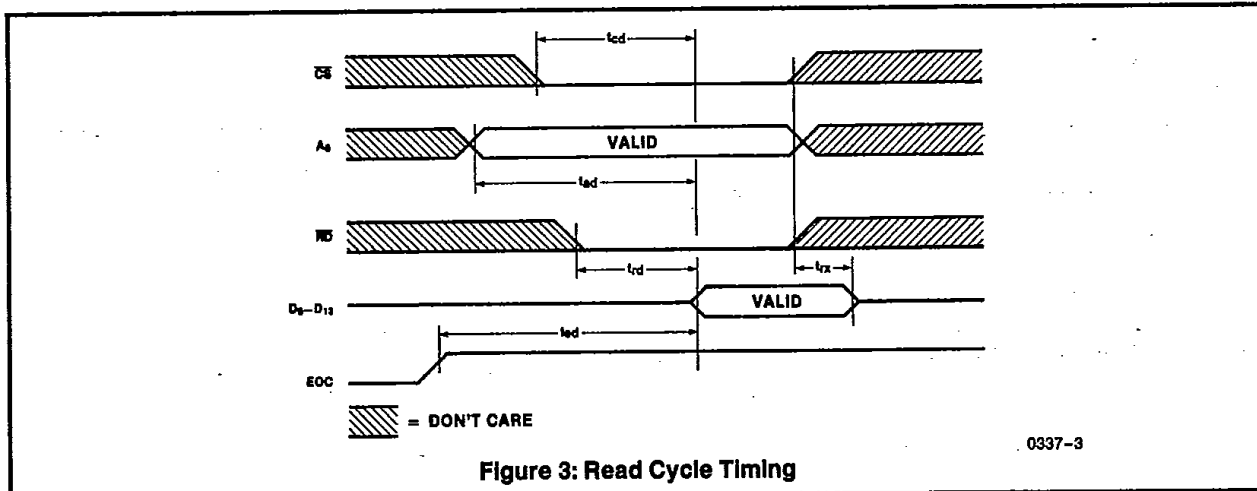 tcd
CS
A0
VALID
tad
RD
trd
trx
D0–D13
VALID
ted
EOC
= DON'T CARE
0337-3
Figure 3: Read Cycle Timing